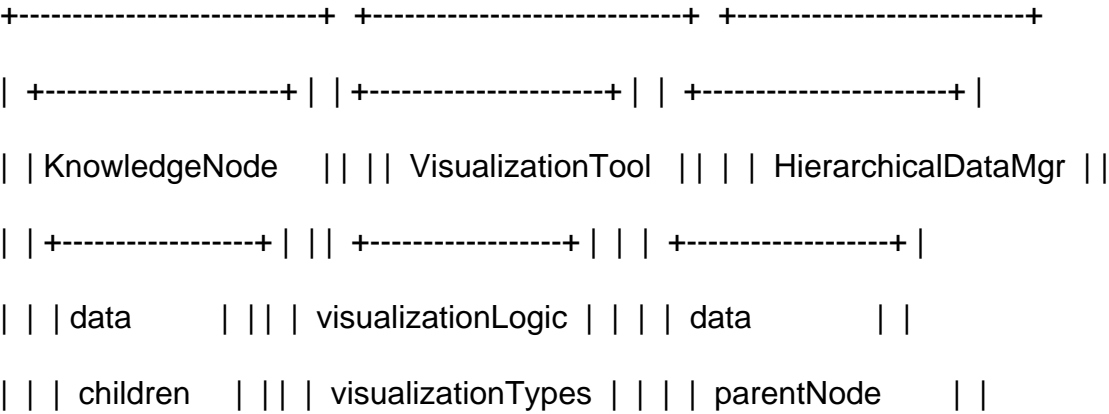 +-----------------------------+ +-----------------------------+ +---------------------------+
| +----------------------+ | | +----------------------+ | | +-----------------------+ |
| | KnowledgeNode | | | | VisualizationTool | | | | HierarchicalDataMgr | |
| | +------------------+ | | | +------------------+ | | | +-------------------+ |
| | | data | | | | visualizationLogic | | | | data | |
| | | children | | | | visualizationTypes | | | | parentNode | |